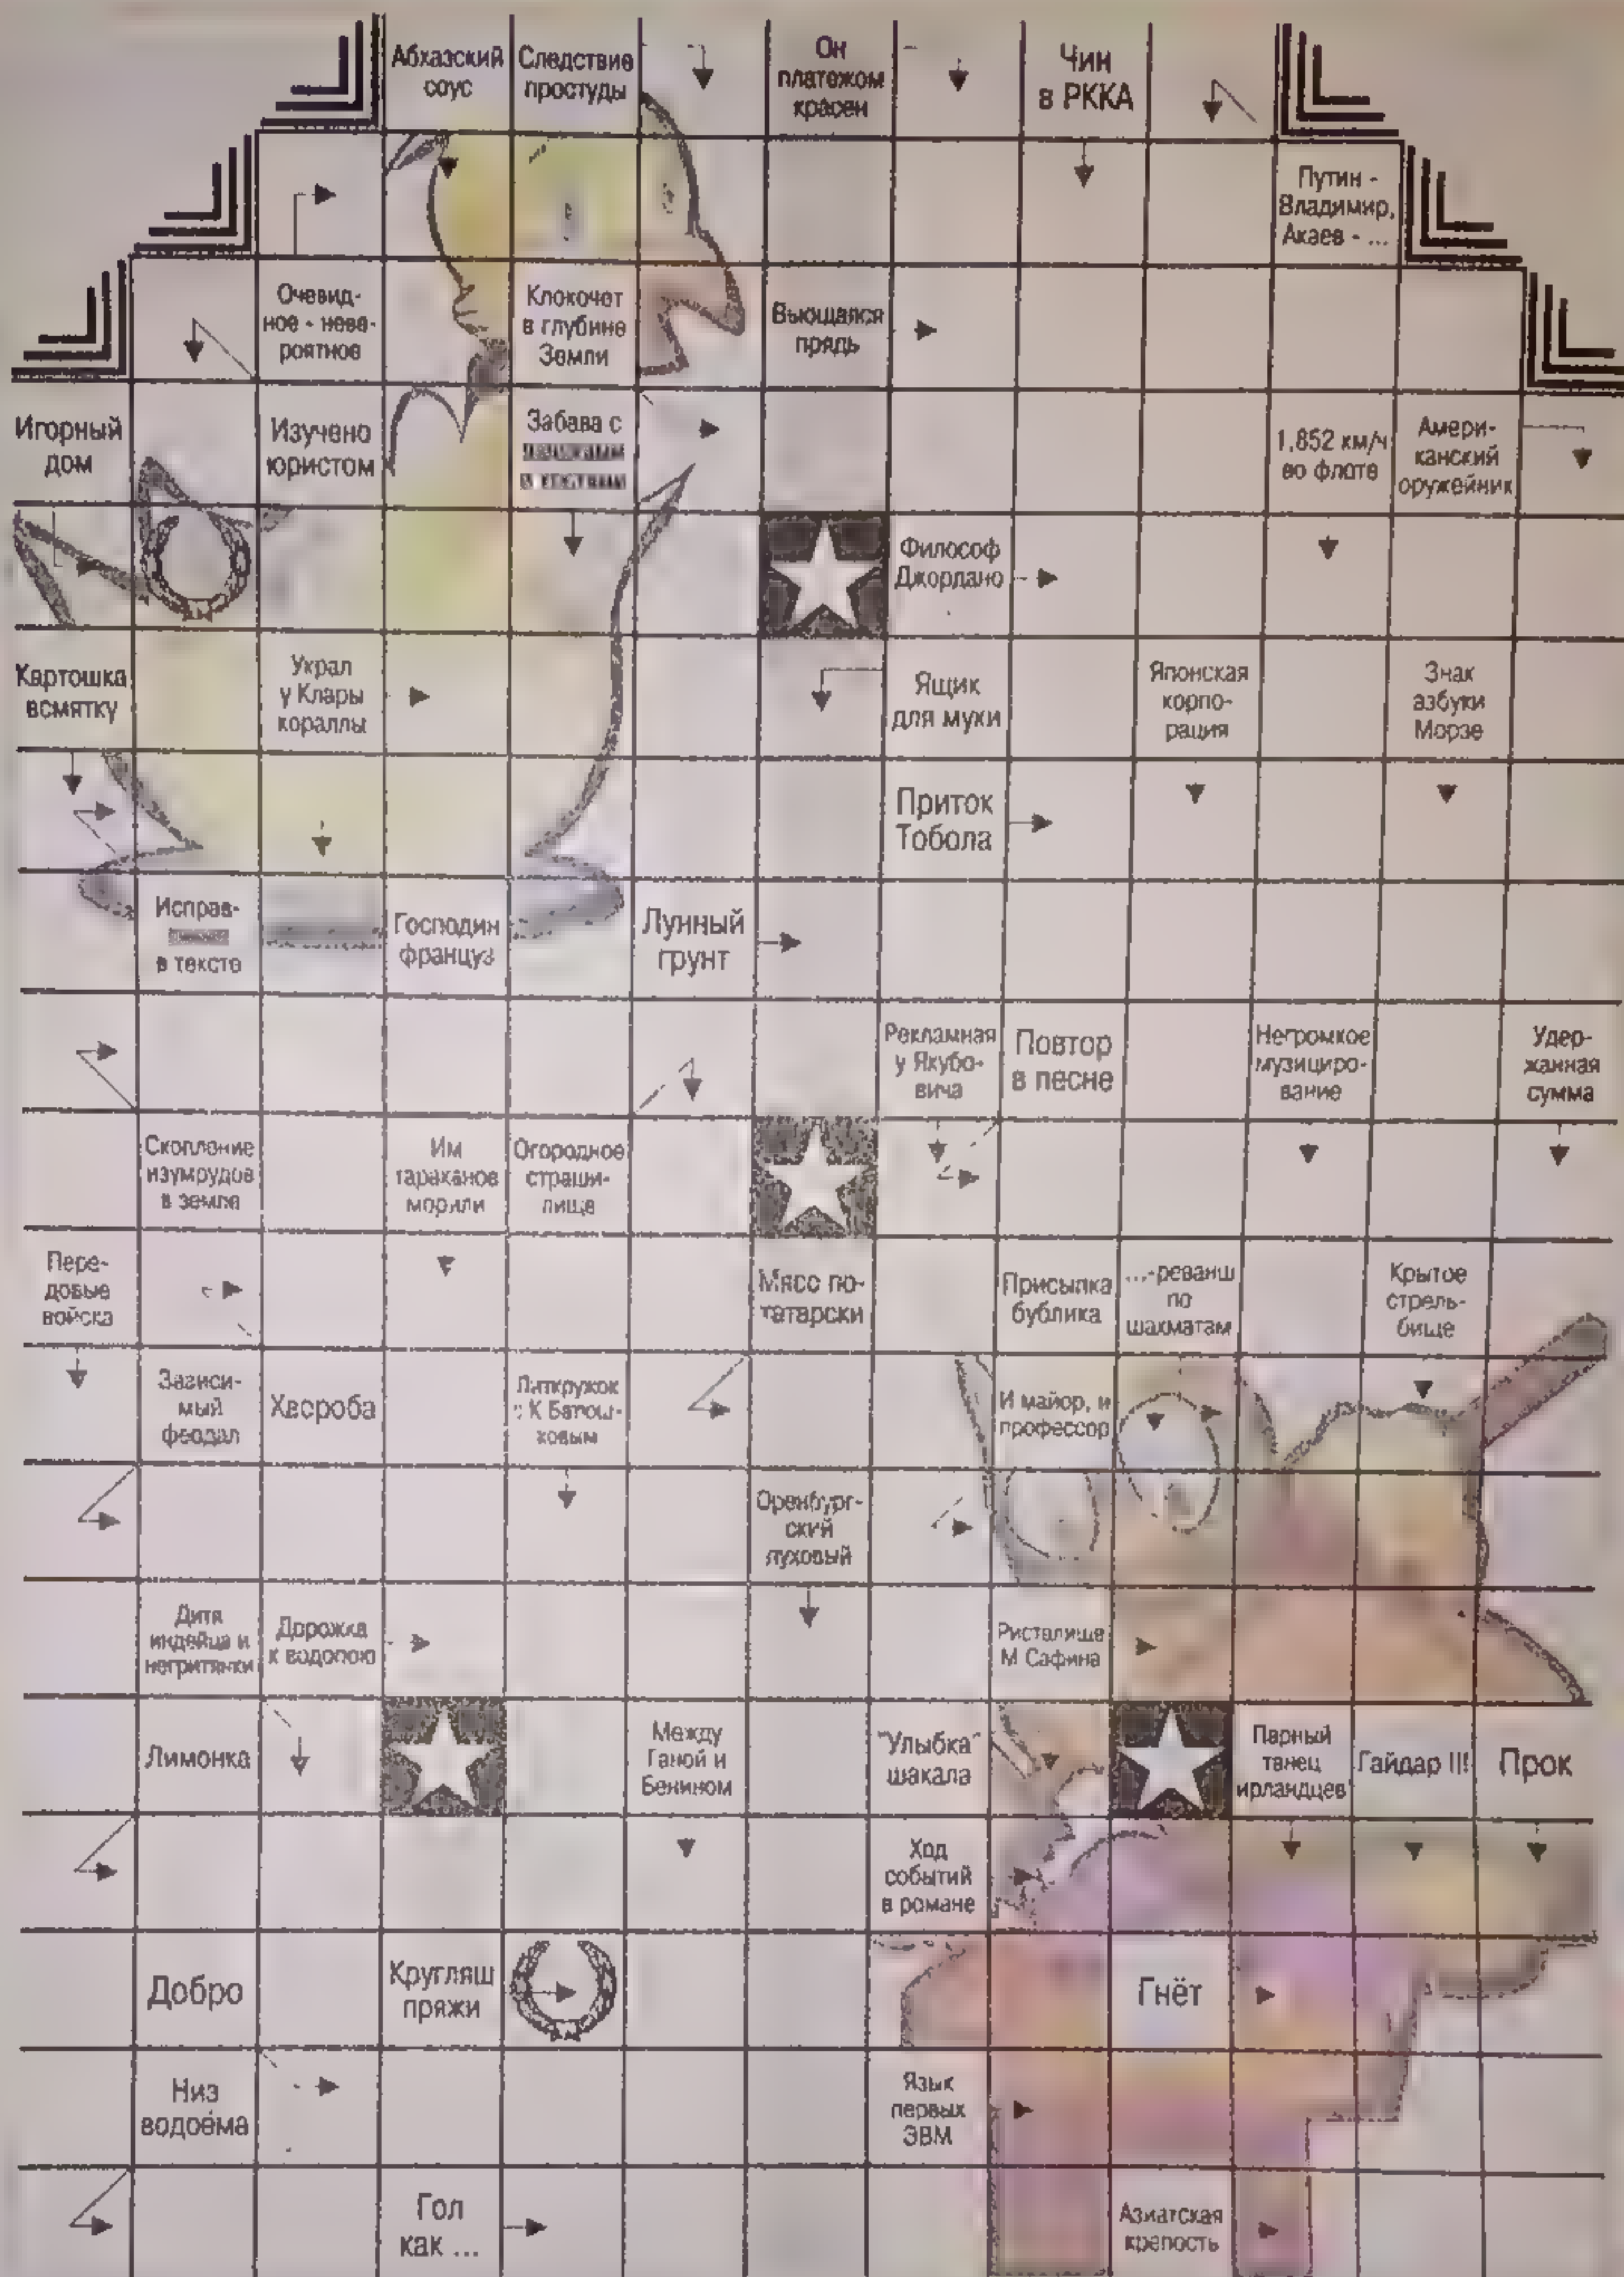 Абхазский
соус
Следствие
простуды
Он
платежом
красен
Чин
в РККА
Путин -
Владимир,
Акаев - ...
Очевид-
ное - неве-
роятное
Клокочет
в глубине
Земли
Вьющаяся
прядь
Игорный
дом
Изучено
юристом
Забава с
1,852 км/ч
во флоте
Амери-
канский
оружейник
Философ
Джордано
Картошка
всмятку
Украл
у Клары
кораллы
Ящик
для мухи
Японская
корпо-
рация
Знак
азбуки
Морзе
Приток
Тобола
Исправ-
в тексте
Господин
француз
Лунный
грунт
Рекламная
у Якубо-
вича
Повтор
в песне
Негромкое
музициро-
вание
Удер-
жанная
сумма
Скопление
изумрудов
в земле
Им
тараканов
морили
Огородное
страши-
лище
Пере-
довые
войска
Мясо по-
татарски
Присыпка
бублика
...-реванш
по
шахматам
Крытое
стрель-
бище
Зависи-
мый
феодал
Хвороба
Литкружок
с К Батюш-
ковым
И майор, и
профессор
Оренбург-
ский
пуховый
Дитя
индейца и
негритянки
Дорожка
к водопою
Ристалище
М Сафина
Лимонка
Между
Ганой и
Бенином
"Улыбка"
шакала
Парный
танец
ирландцев
Гайдар III
Прок
Ход
событий
в романе
Добро
Кругляш
пряжи
Гнёт
Низ
водоёма
Язык
первых
ЭВМ
Гол
как ...
Азиатская
крепость